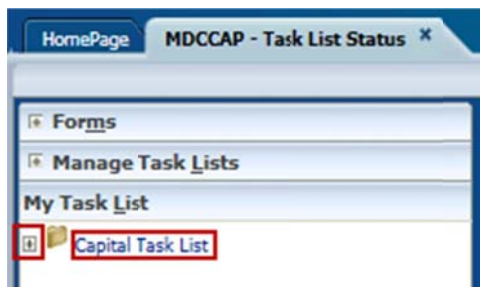 HomePage MDCCAP - Task List Status ×
Forms
Manage Task Lists
My Task List
Capital Task List